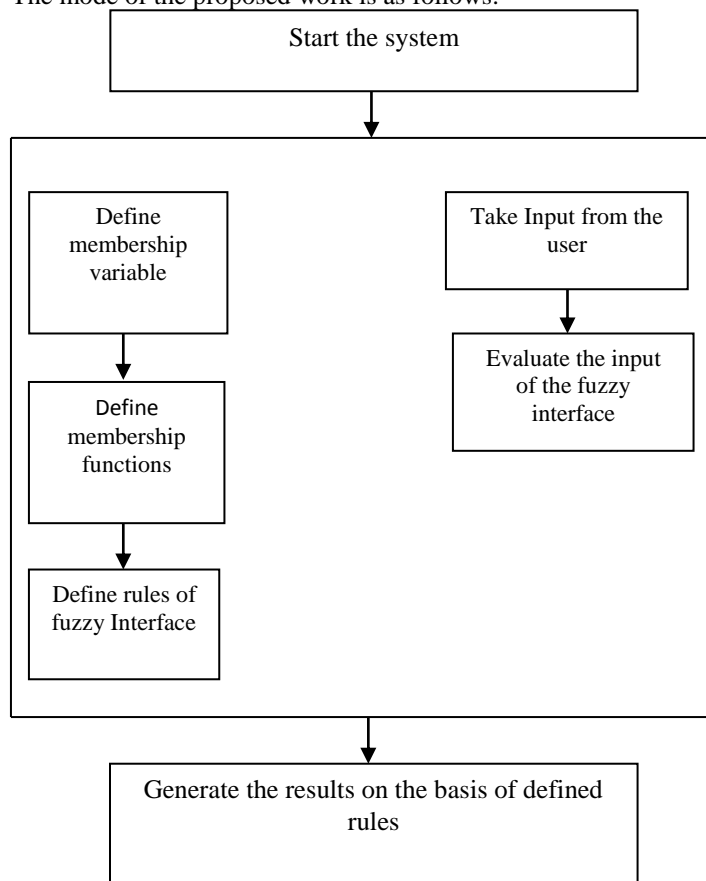 The mode of the proposed work is as follows:
Start the system
Define
membership
variable
Define
membership
functions
Define rules of
fuzzy Interface
Take Input from the
user
Evaluate the input
of the fuzzy
interface
Generate the results on the basis of defined
rules